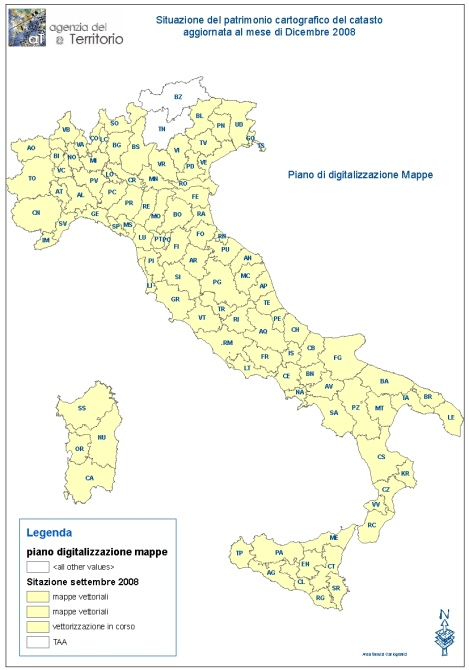 agenzia del
Territorio
Situazione del patrimonio cartografico del catasto
aggiornata al mese di Dicembre 2008
Piano di digitalizzazione Mappe
BZ
TN
SO
BL
PN
UD
GO
TS
VB
CO
LC
BG
BS
VI
TV
VE
AO
BI
NO
VA
MI
VR
PD
TO
VC
LO
CR
MN
RO
AT
AL
PV
PC
PR
RE
MO
FE
CN
SV
GE
SP
MS
BO
RA
IM
LU
PT
PO
FI
FO
RN
PU
PI
AR
AN
LI
SI
PG
MC
GR
AP
TE
VT
TR
RI
AQ
PE
CH
RM
FR
IS
CB
FG
LT
CE
BN
BA
NA
AV
TA
BR
SA
PZ
MT
LE
SS
NU
OR
CA
CS
KR
CZ
VV
RC
ME
TP
PA
EN
CT
AG
CL
SR
RG
Legenda
piano digitalizzazione mappe
<all other values>
Sitazione settembre 2008
mappe vettoriali
mappe vettoriali
vettorizzazione in corso
TAA
N
Area Servizi Cartografici